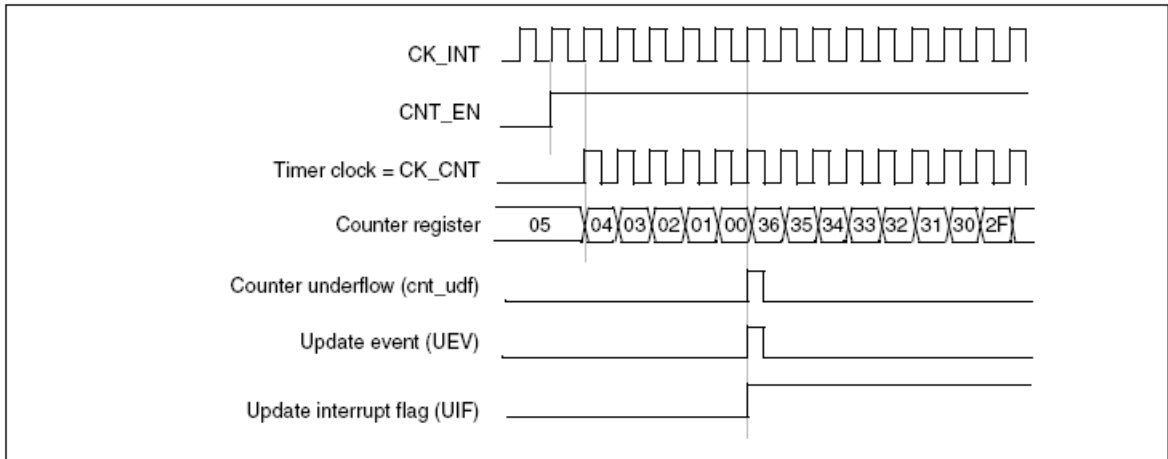 CK_INT
CNT_EN
Timer clock = CK_CNT
Counter register 05 04 03 02 01 00 36 35 34 33 32 31 30 2F
Counter underflow (cnt_udf)
Update event (UEV)
Update interrupt flag (UIF)